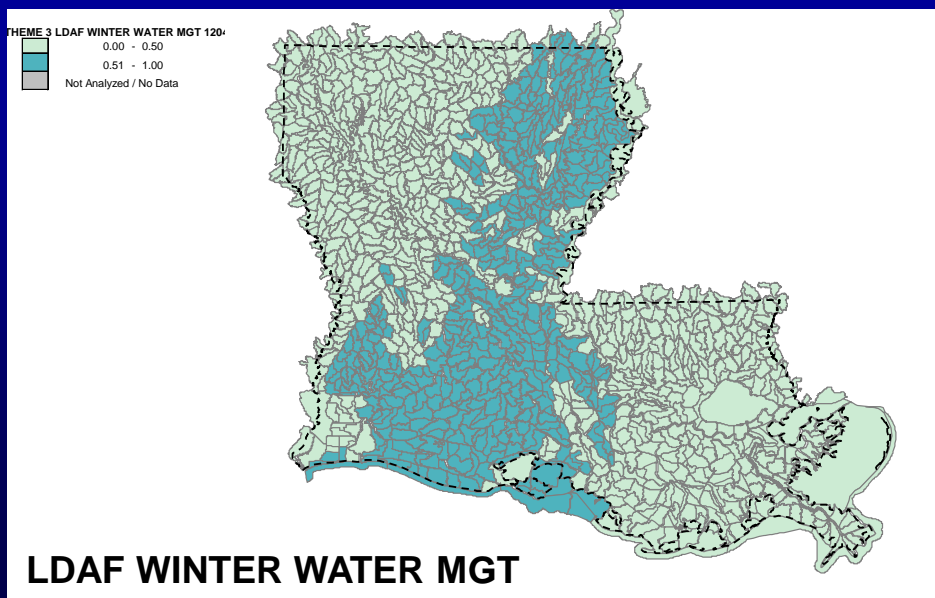 THEME 3 LDAF WINTER WATER MGT 1204
0.00 - 0.50
0.51 - 1.00
Not Analyzed / No Data
LDAF WINTER WATER MGT